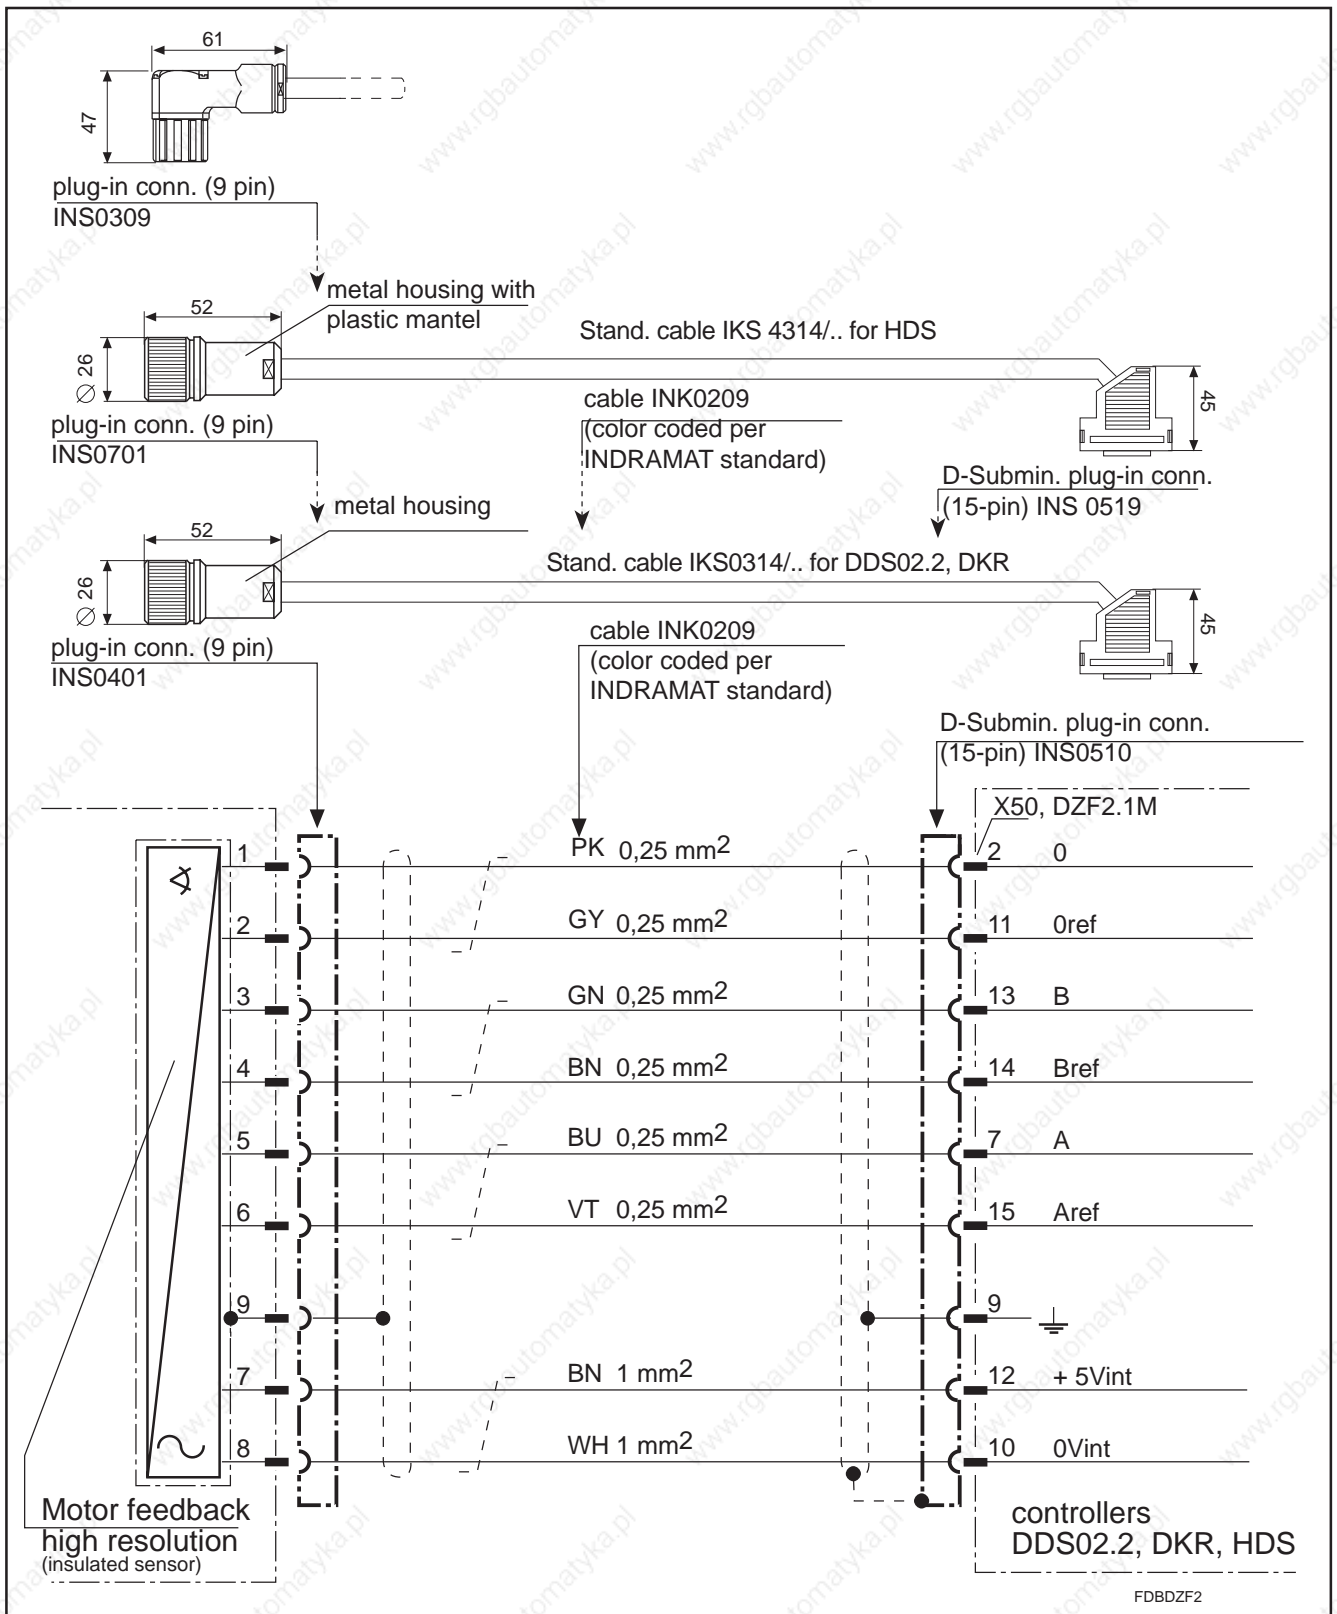 61
47
plug-in conn. (9 pin)
INS0309
metal housing with
plastic mantel
52
Stand. cable IKS 4314/.. for HDS
∅ 26
45
cable INK0209
(color coded per
INDRAMAT standard)
plug-in conn. (9 pin)
INS0701
D-Submin. plug-in conn.
(15-pin) INS 0519
metal housing
52
Stand. cable IKS0314/.. for DDS02.2, DKR
∅ 26
45
cable INK0209
(color coded per
INDRAMAT standard)
plug-in conn. (9 pin)
INS0401
D-Submin. plug-in conn.
(15-pin) INS0510
X50, DZF2.1M
1 PK 0,25 mm2 2 0
2 GY 0,25 mm2 11 0ref
3 GN 0,25 mm2 13 B
4 BN 0,25 mm2 14 Bref
5 BU 0,25 mm2 7 A
6 VT 0,25 mm2 15 Aref
9 9
7 BN 1 mm2 12 + 5Vint
8 WH 1 mm2 10 0Vint
Motor feedback
high resolution
(insulated sensor)
controllers
DDS02.2, DKR, HDS
FDBDZF2
www.rgbautomatyka.pl